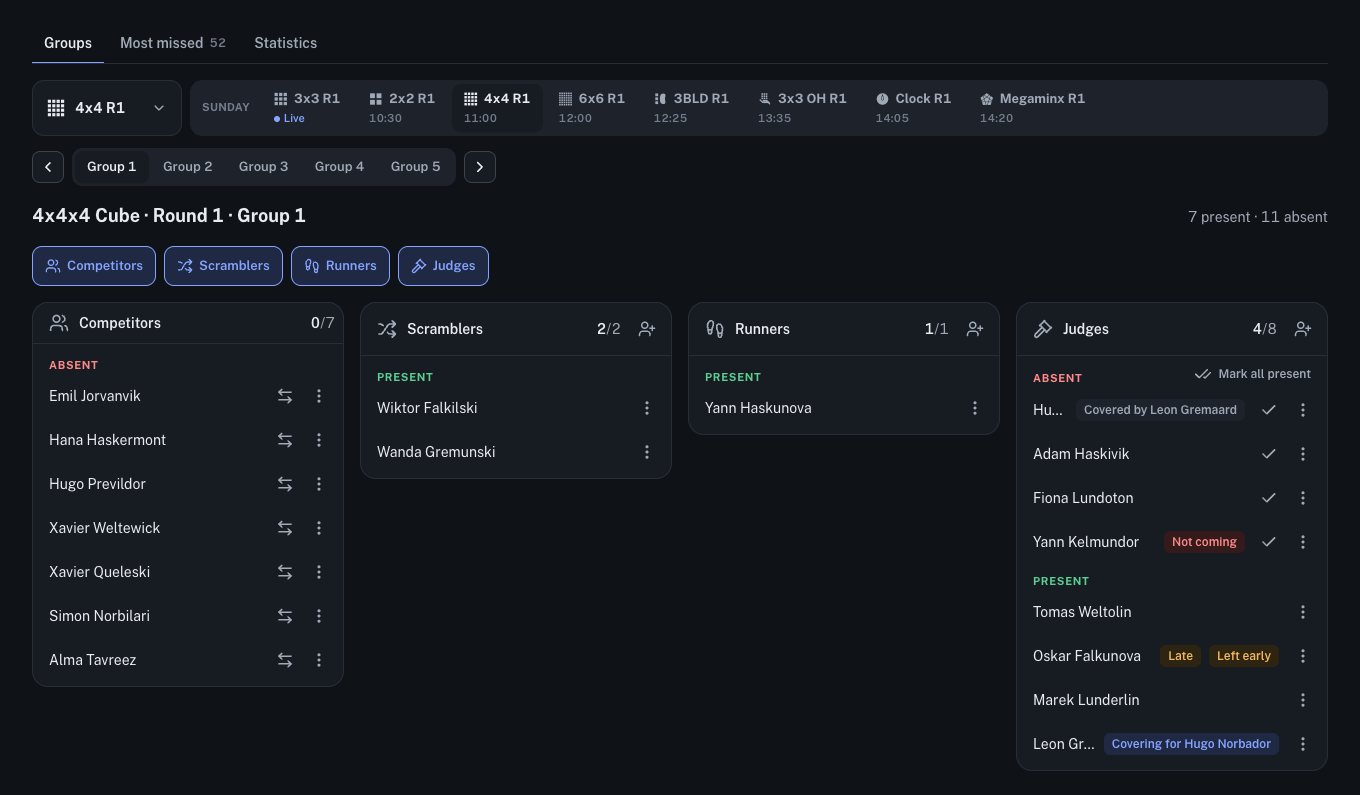 Groups Most missed 52 Statistics
4x4 R1
SUNDAY
3x3 R1 2x2 R1 4x4 R1 6x6 R1 3BLD R1 3x3 OH R1 Clock R1 Megaminx R1
Live 10:30 11:00 12:00 12:25 13:35 14:05 14:20
Group 1 Group 2 Group 3 Group 4 Group 5
4x4x4 Cube · Round 1 · Group 1
7 present · 11 absent
Competitors Scramblers Runners Judges
Competitors 0/7
ABSENT
Emil Jorvanvik
Hana Haskermont
Hugo Previldor
Xavier Weltewick
Xavier Queleski
Simon Norbilari
Alma Tavreez
Scramblers 2/2
PRESENT
Wiktor Falkilski
Wanda Gremunski
Runners 1/1
PRESENT
Yann Haskunova
Judges 4/8
ABSENT Mark all present
Hu... Covered by Leon Gremaard
Adam Haskivik
Fiona Lundoton
Yann Kelmundor Not coming
PRESENT
Tomas Weltolin
Oskar Falkunova Late Left early
Marek Lunderlin
Leon Gr... Covering for Hugo Norbador